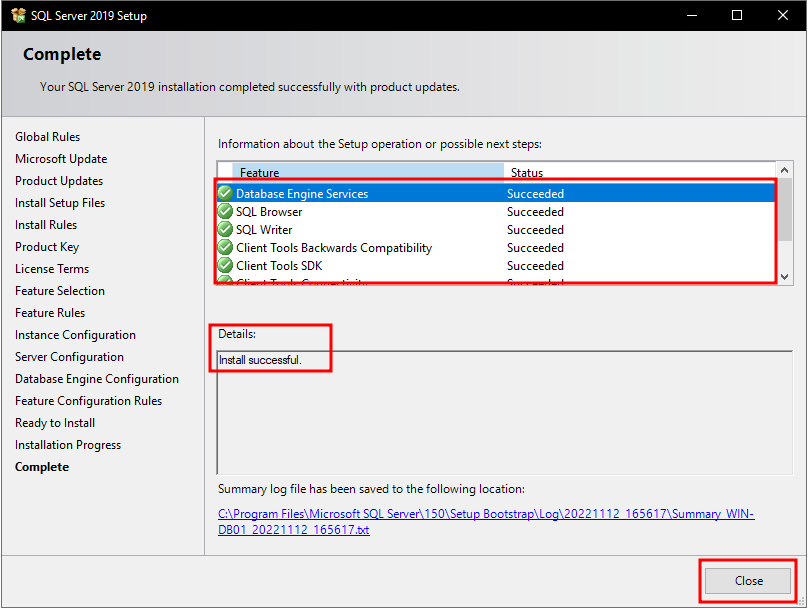 SQL Server 2019 Setup
Complete
Your SQL Server 2019 installation completed successfully with product updates.
Global Rules
Microsoft Update
Product Updates
Install Setup Files
Install Rules
Product Key
License Terms
Feature Selection
Feature Rules
Instance Configuration
Server Configuration
Database Engine Configuration
Feature Configuration Rules
Ready to Install
Installation Progress
Complete
Information about the Setup operation or possible next steps:
Feature Status
Database Engine Services Succeeded
SQL Browser Succeeded
SQL Writer Succeeded
Client Tools Backwards Compatibility Succeeded
Client Tools SDK Succeeded
Client Tools Connectivity Succeeded
Details:
Install successful.
Summary log file has been saved to the following location:
C:\Program Files\Microsoft SQL Server\150\Setup Bootstrap\Log\20221112_165617\Summary_WIN-
DB01_20221112_165617.txt
Close